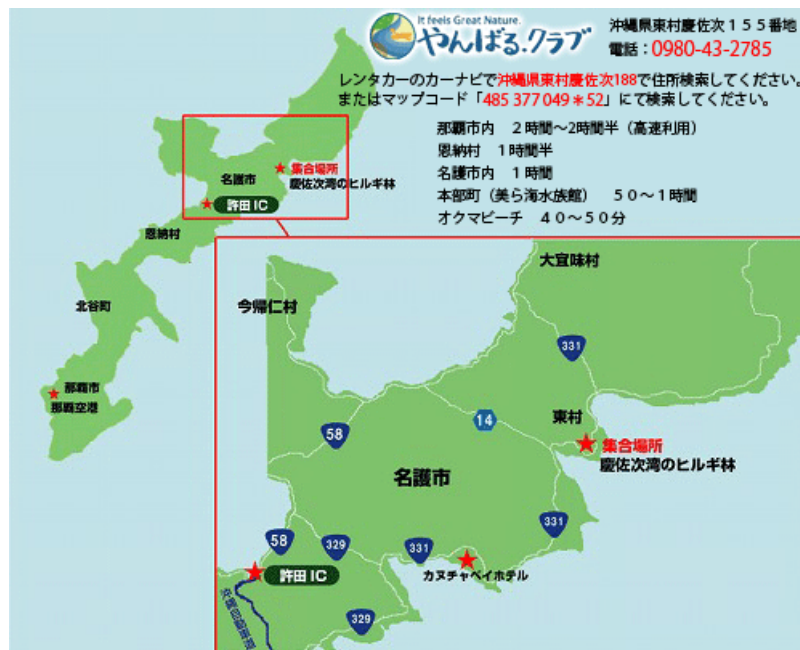 It feels Great Nature.
やんばる.クラブ
沖縄県東村慶佐次１５５番地
電話：0980-43-2785
レンタカーのカーナビで沖縄県東村慶佐次188で住所検索してください。
またはマップコード「485 377 049＊52」にて検索してください。
那覇市内　２時間～2時間半（高速利用）
恩納村　１時間半
名護市内　１時間
本部町（美ら海水族館）　５０～１時間
オクマビーチ　４０～５０分
集合場所
慶佐次湾のヒルギ林
名護市
許田 IC
恩納村
北谷町
那覇市
那覇空港
大宜味村
今帰仁村
331
東村
14
58
集合場所
慶佐次湾のヒルギ林
名護市
331
58
329
331
カヌチャベイホテル
許田 IC
沖縄自動車道
329